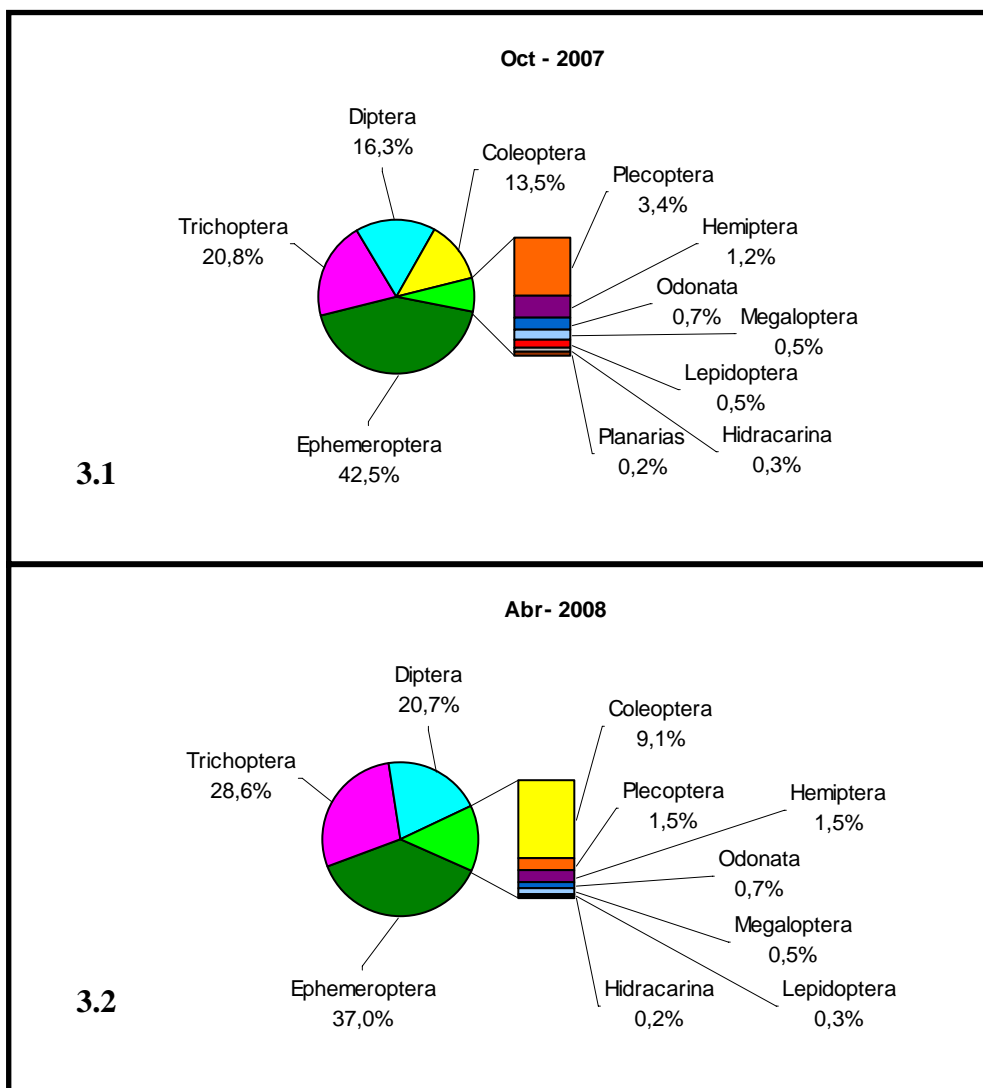 Oct - 2007
Diptera
16,3%
Coleoptera
13,5%
Plecoptera
3,4%
Trichoptera
20,8%
Hemiptera
1,2%
Odonata
0,7%
Megaloptera
0,5%
Lepidoptera
0,5%
Planarias
0,2%
Hidracarina
0,3%
Ephemeroptera
42,5%
3.1
Abr- 2008
Diptera
20,7%
Coleoptera
9,1%
Trichoptera
28,6%
Plecoptera
1,5%
Hemiptera
1,5%
Odonata
0,7%
Megaloptera
0,5%
Ephemeroptera
37,0%
Hidracarina
0,2%
Lepidoptera
0,3%
3.2